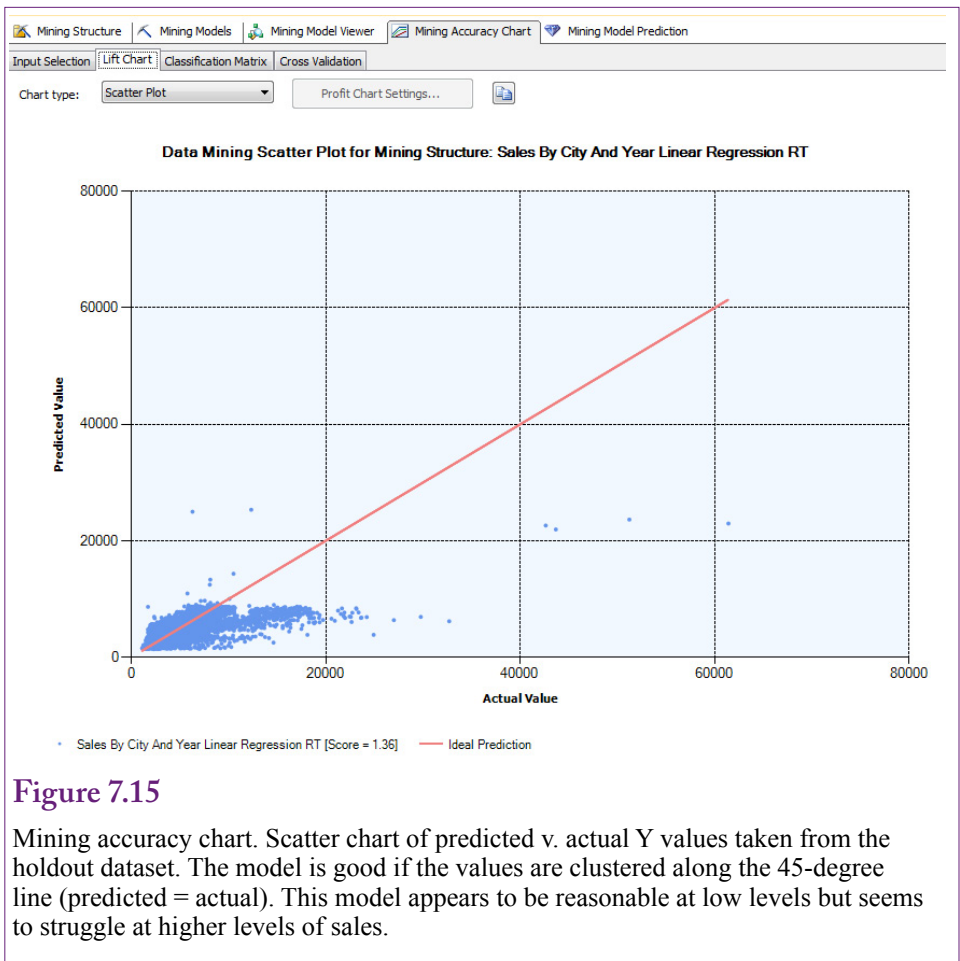 Mining Structure Mining Models Mining Model Viewer Mining Accuracy Chart Mining Model Prediction
Input Selection Lift Chart Classification Matrix Cross Validation
Chart type: Scatter Plot Profit Chart Settings...
Data Mining Scatter Plot for Mining Structure: Sales By City And Year Linear Regression RT
80000
60000
40000
20000
0
Predicted Value
0 20000 40000 60000 80000
Actual Value
Sales By City And Year Linear Regression RT [Score = 1.36] Ideal Prediction
Figure 7.15
Mining accuracy chart. Scatter chart of predicted v. actual Y values taken from the
holdout dataset. The model is good if the values are clustered along the 45-degree
line (predicted = actual). This model appears to be reasonable at low levels but seems
to struggle at higher levels of sales.